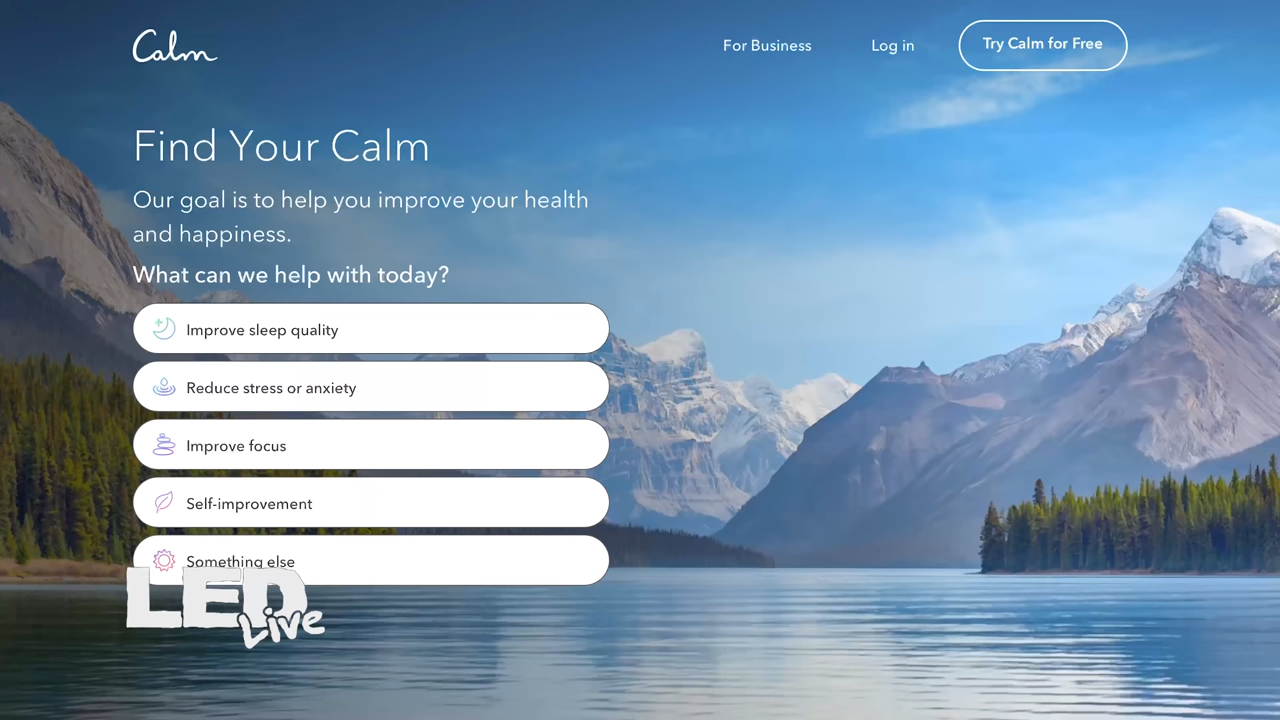 Calm
For Business
Log in
Try Calm for Free
Find Your Calm
Our goal is to help you improve your health
and happiness.
What can we help with today?
Improve sleep quality
Reduce stress or anxiety
Improve focus
Self-improvement
Something else
LED
Live